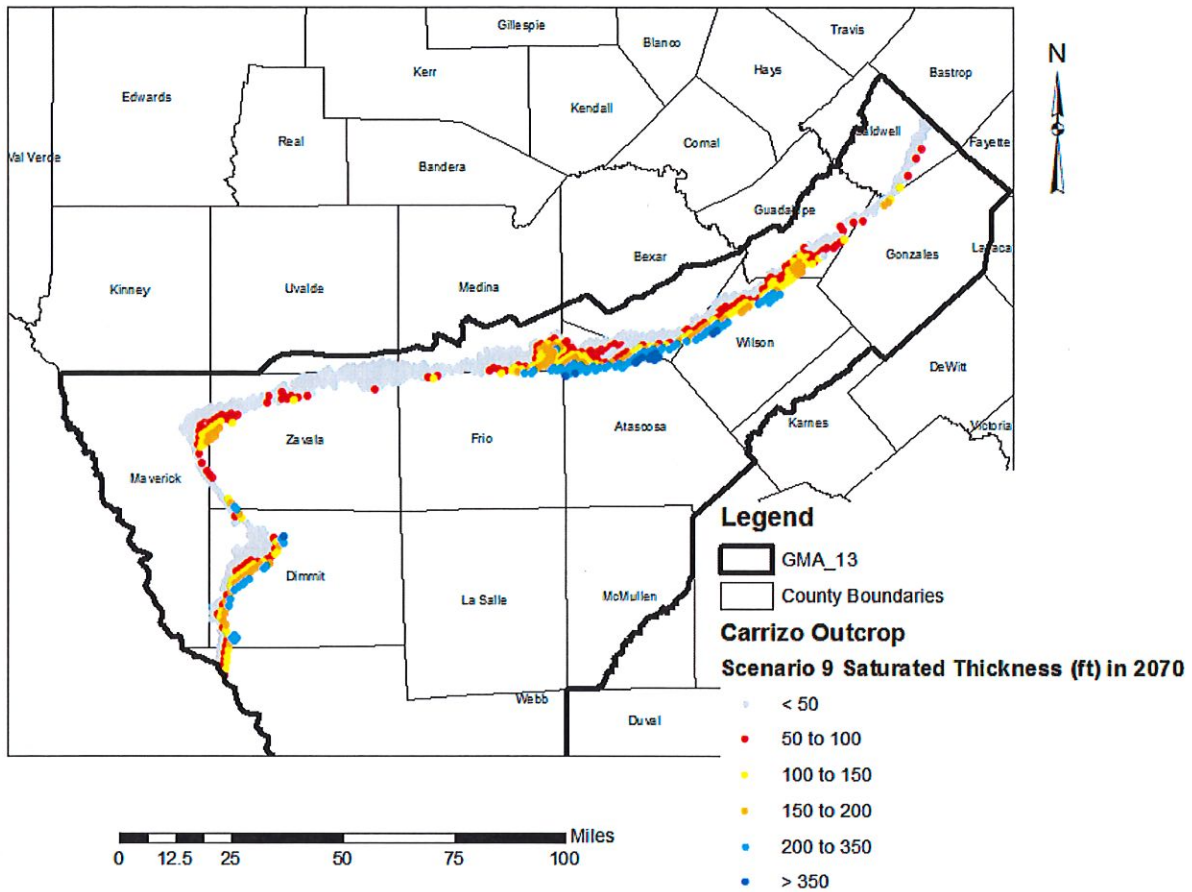 Gillespie
Travis
Blanco
N
Kerr
Hays
Bastrop
Edwards
Kendall
Real
Comal
Caldwell
Fayette
Val Verde
Bandera
Guadalupe
Lavaca
Bexar
Gonzales
Kinney
Uvalde
Medina
Wilson
DeWitt
Karnes
Victoria
Zavala
Frio
Atascosa
Maverick
Legend
GMA_13
Dimmit
La Salle
McMullen
County Boundaries
Carrizo Outcrop
Scenario 9 Saturated Thickness (ft) in 2070
Webb
Duval
< 50
50 to 100
100 to 150
150 to 200
200 to 350
> 350
Miles
0 12.5 25 50 75 100